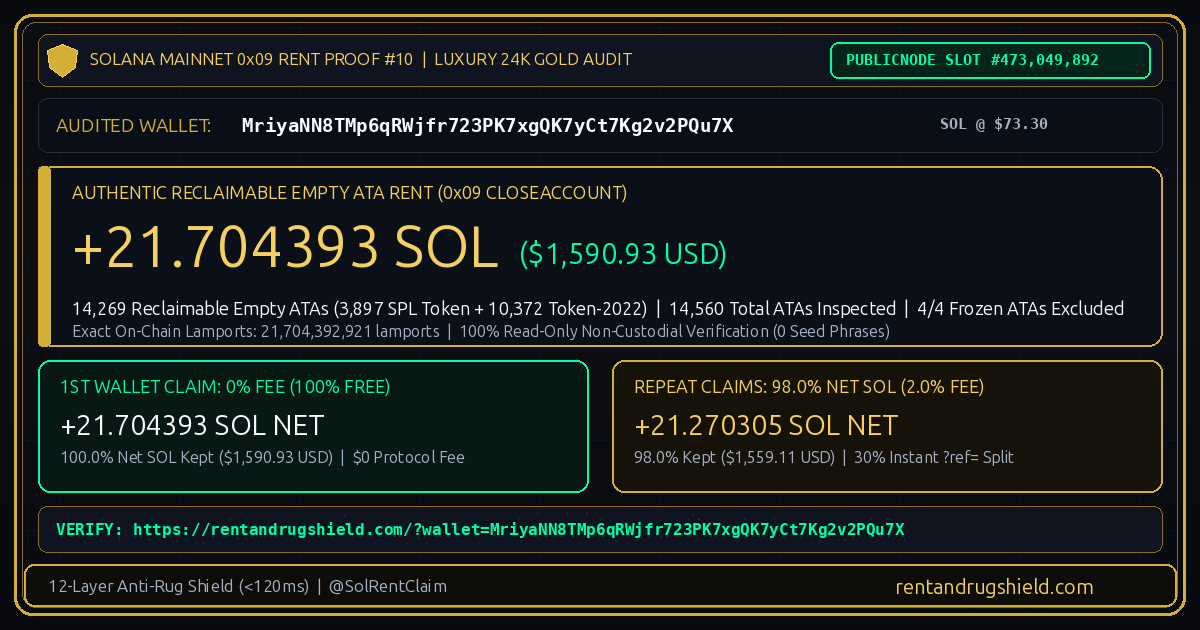 SOLANA MAINNET 0x09 RENT PROOF #10 | LUXURY 24K GOLD AUDIT
PUBLICNODE SLOT #473,049,892
AUDITED WALLET: MriyaNN8TMp6qRWjfr723PK7xgQK7yCt7Kg2v2PQu7X
SOL @ $73.30
AUTHENTIC RECLAIMABLE EMPTY ATA RENT (0x09 CLOSEACCOUNT)
+21.704393 SOL ($1,590.93 USD)
14,269 Reclaimable Empty ATAs (3,897 SPL Token + 10,372 Token-2022) | 14,560 Total ATAs Inspected | 4/4 Frozen ATAs Excluded
Exact On-Chain Lamports: 21,704,392,921 lamports | 100% Read-Only Non-Custodial Verification (0 Seed Phrases)
1ST WALLET CLAIM: 0% FEE (100% FREE)
+21.704393 SOL NET
100.0% Net SOL Kept ($1,590.93 USD) | $0 Protocol Fee
REPEAT CLAIMS: 98.0% NET SOL (2.0% FEE)
+21.270305 SOL NET
98.0% Kept ($1,559.11 USD) | 30% Instant ?ref= Split
VERIFY: https://rentandrugshield.com/?wallet=MriyaNN8TMp6qRWjfr723PK7xgQK7yCt7Kg2v2PQu7X
12-Layer Anti-Rug Shield (<120ms) | @SolRentClaim
rentandrugshield.com